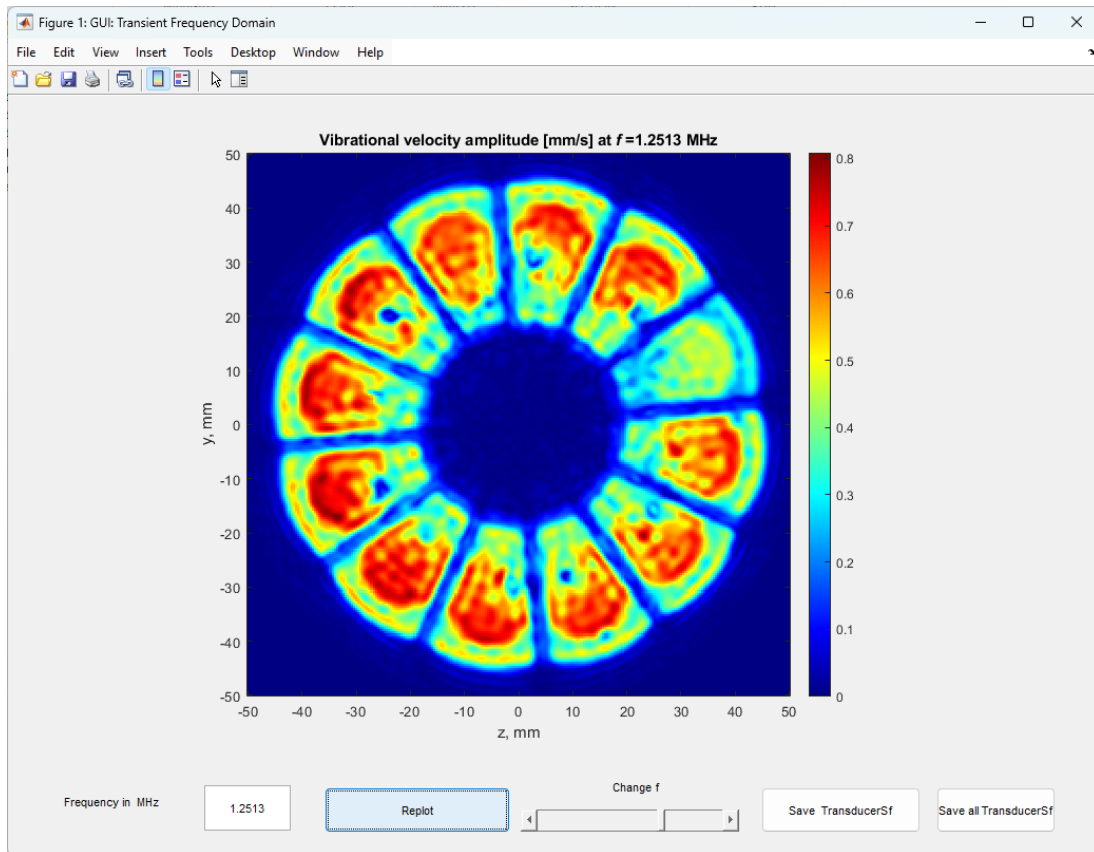 Figure 1: GUI: Transient Frequency Domain
File Edit View Insert Tools Desktop Window Help
Vibrational velocity amplitude [mm/s] at f =1.2513 MHz
50
40
30
20
10
0
-10
-20
-30
-40
-50
y, mm
-50 -40 -30 -20 -10 0 10 20 30 40 50
z, mm
0.8
0.7
0.6
0.5
0.4
0.3
0.2
0.1
0
Frequency in MHz
1.2513
Replot
Change f
Save TransducerSf
Save all TransducerSf